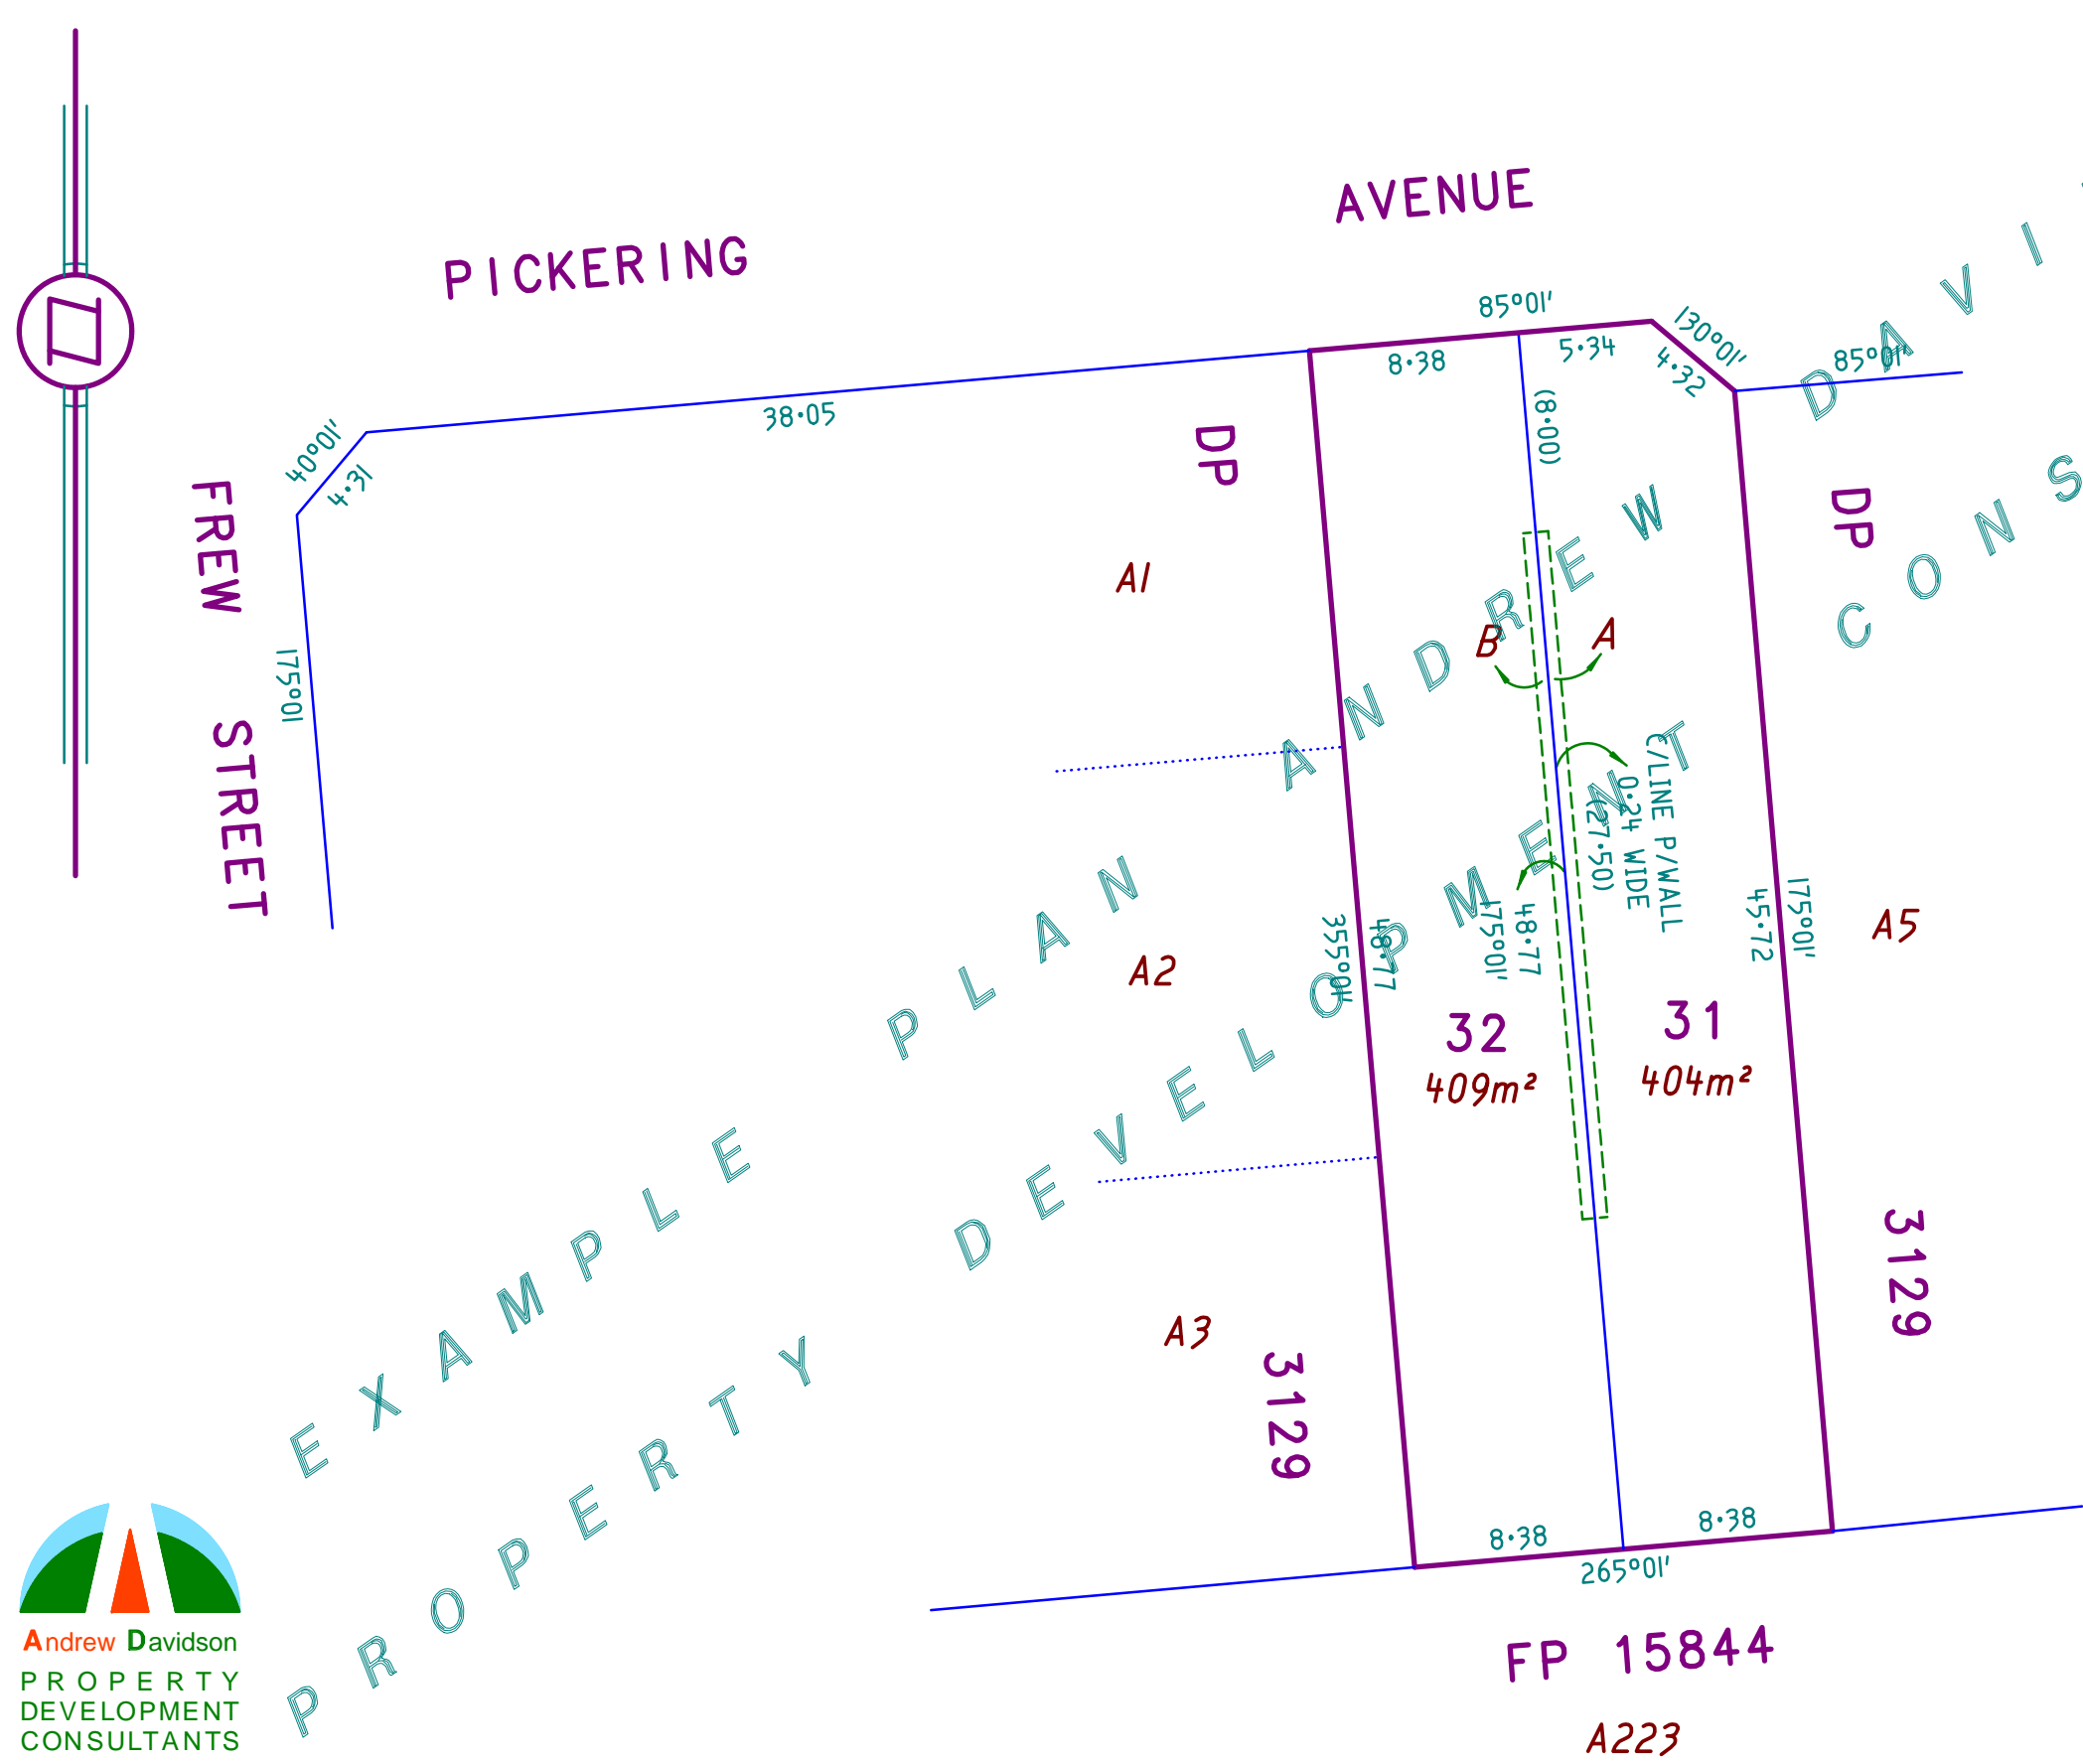 PICKERING AVENUE
85°01'
130°01'
8·38
5·34
4·32
85°01'
38·05
40°01'
4·31
(8·00)
DP
DP
FREW STREET
175°01
A1
B
A
C/LINE P/WALL
0·24 WIDE
(27·50)
A2
355°01'
48·77
175°01'
48·77
45·72
175°01'
A5
32
409m²
31
404m²
A3
3129
3129
8·38
8·38
265°01'
FP 15844
A223
EXAMPLE PLAN ANDREW DAVI
PROPERTY DEVELOPMENT CONS
Andrew Davidson
PROPERTY
DEVELOPMENT
CONSULTANTS